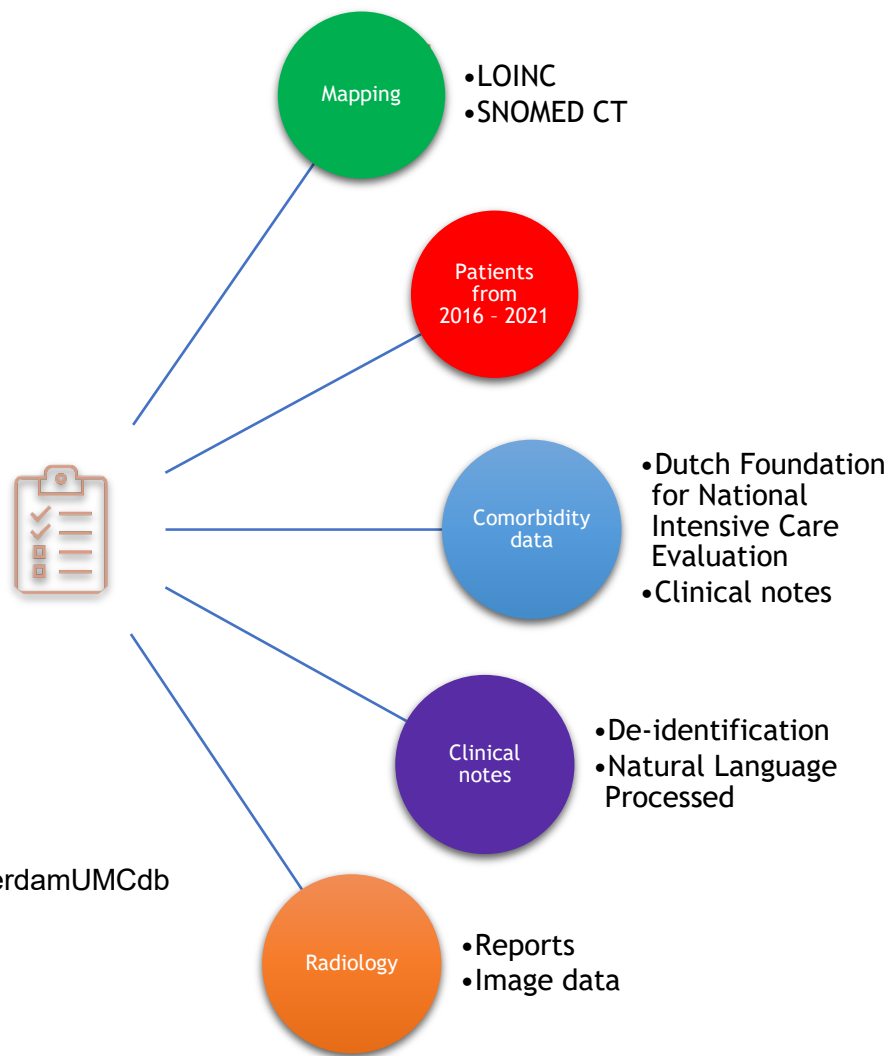 Mapping
•LOINC
•SNOMED CT
Patients
from
2016 – 2021
Comorbidity
data
•Dutch Foundation
for National
Intensive Care
Evaluation
•Clinical notes
Clinical
notes
•De-identification
•Natural Language
Processed
erdamUMCdb
Radiology
•Reports
•Image data